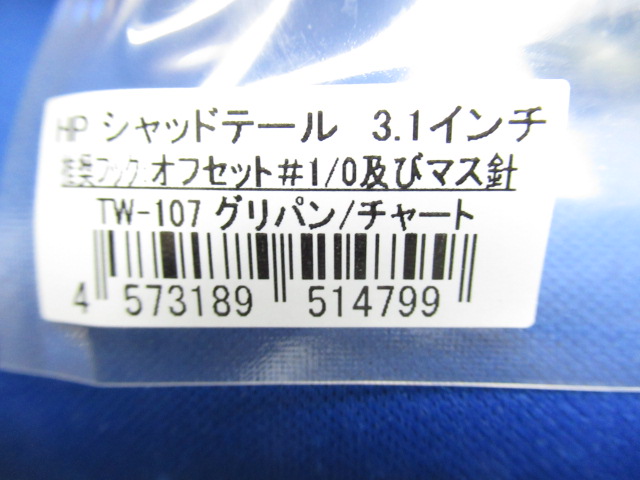 HP シャッドテール 3.1インチ
推奨フック:オフセット#1/0及びマス針
TW-107 グリパン/チャート
4 573189 514799